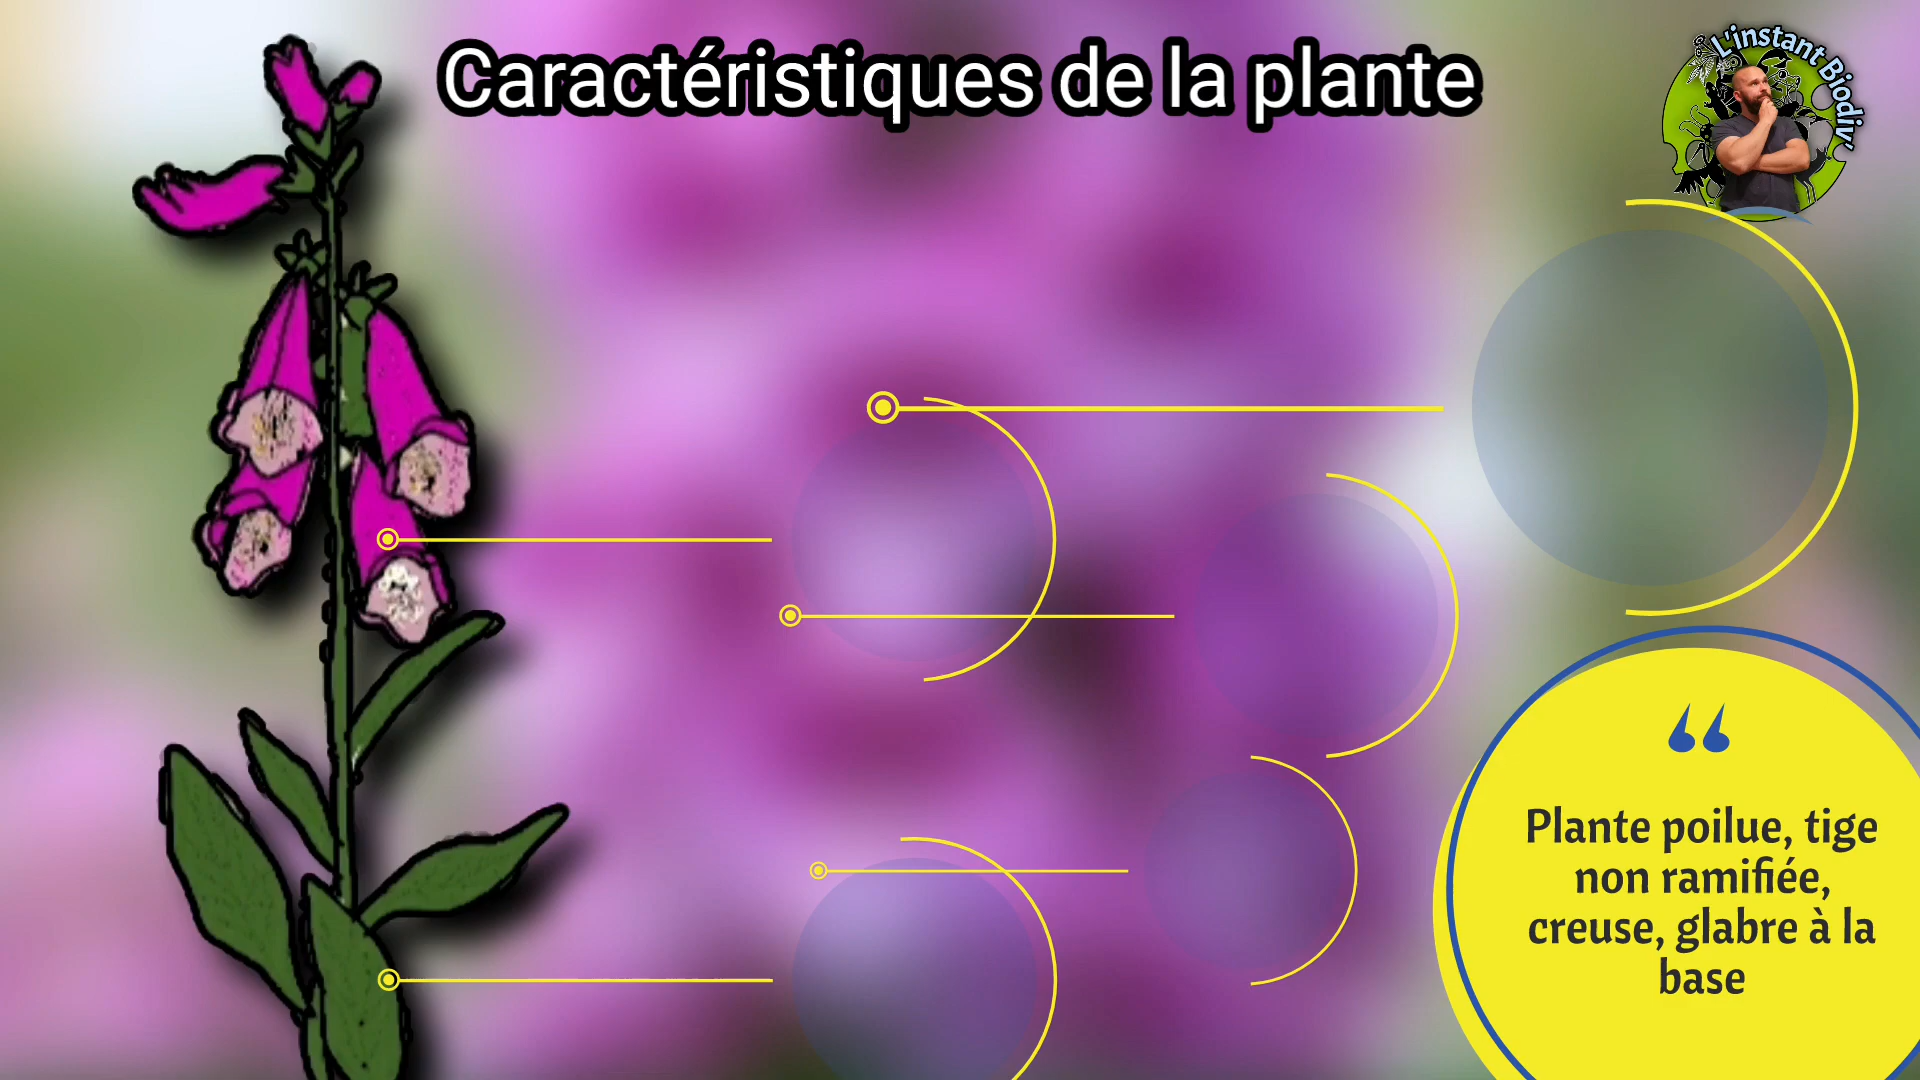 Caractéristiques de la plante
L'instant Biodiv'
“
Plante poilue, tige
non ramifiée,
creuse, glabre à la
base